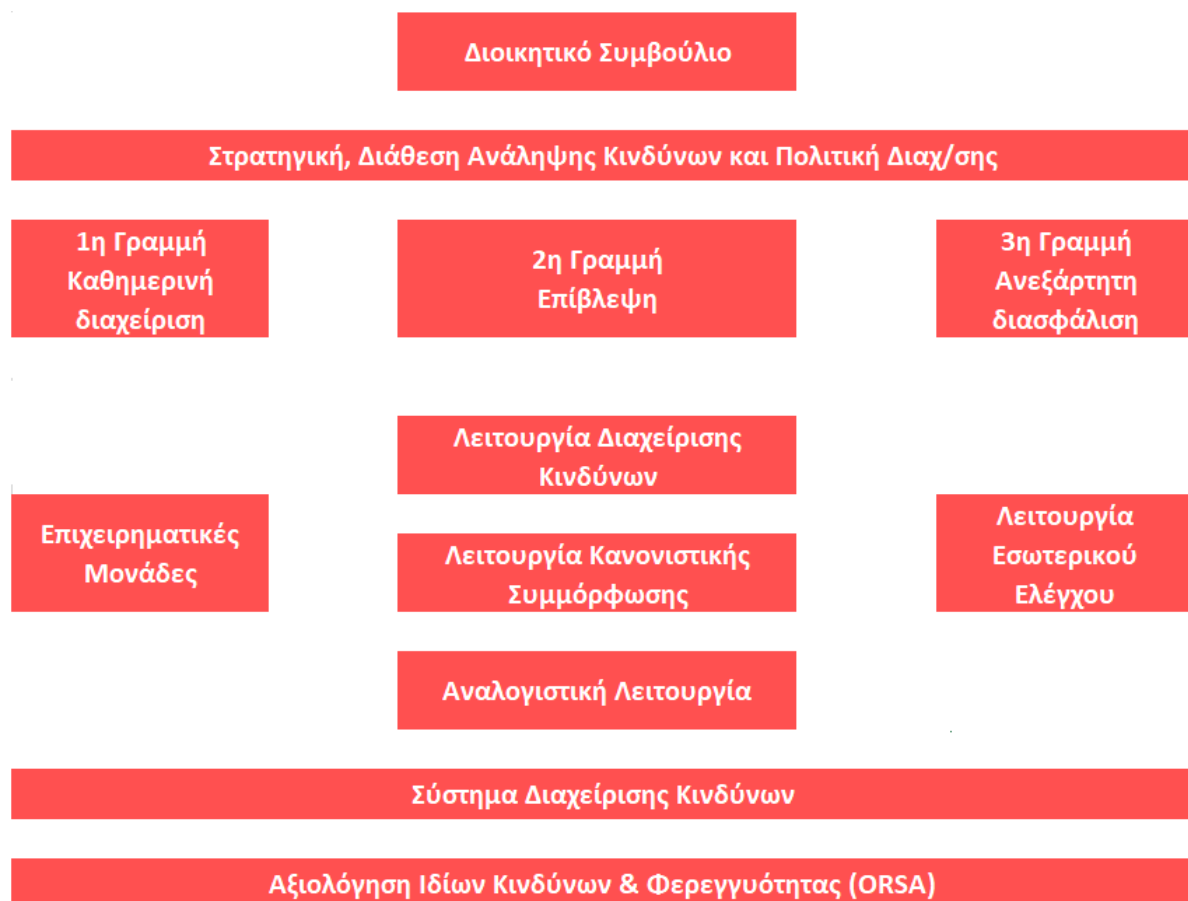 Διοικητικό Συμβούλιο
Στρατηγική, Διάθεση Ανάληψης Κινδύνων και Πολιτική Διαχ/σης
1η Γραμμή
Καθημερινή
διαχείριση
2η Γραμμή
Επίβλεψη
3η Γραμμή
Ανεξάρτητη
διασφάλιση
Λειτουργία Διαχείρισης
Κινδύνων
Επιχειρηματικές
Μονάδες
Λειτουργία Κανονιστικής
Συμμόρφωσης
Λειτουργία
Εσωτερικού
Ελέγχου
Αναλογιστική Λειτουργία
Σύστημα Διαχείρισης Κινδύνων
Αξιολόγηση Ιδίων Κινδύνων & Φερεγγυότητας (ORSA)